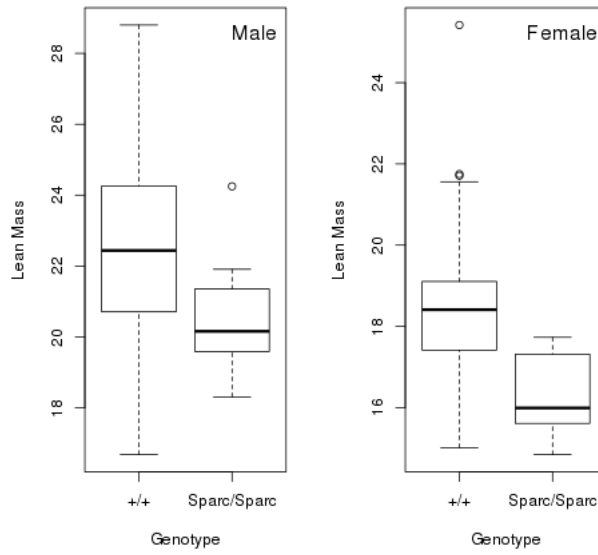 Male
Lean Mass
28
26
24
22
20
18
+/+ Sparc/Sparc
Genotype
Female
Lean Mass
24
22
20
18
16
+/+ Sparc/Sparc
Genotype